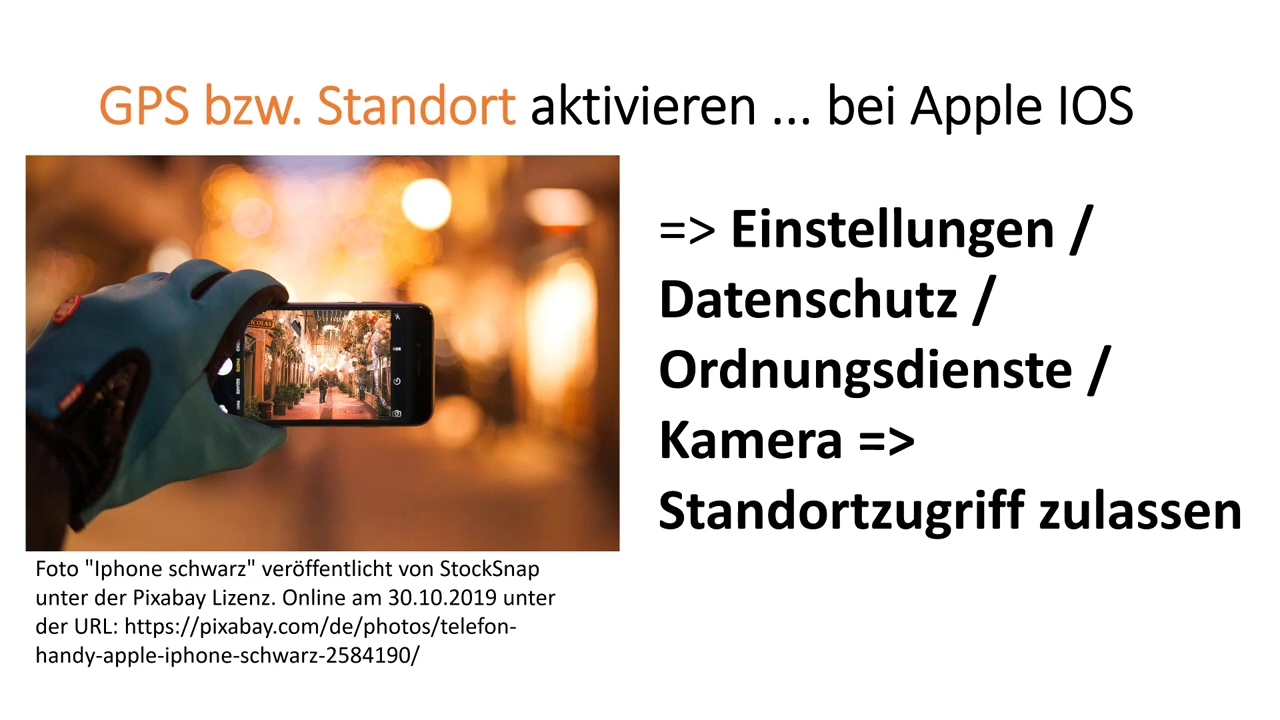 GPS bzw. Standort aktivieren ... bei Apple IOS
=> Einstellungen /
Datenschutz /
Ordnungsdienste /
Kamera =>
Standortzugriff zulassen
Foto "Iphone schwarz" veröffentlicht von StockSnap
unter der Pixabay Lizenz. Online am 30.10.2019 unter
der URL: https://pixabay.com/de/photos/telefon-
handy-apple-iphone-schwarz-2584190/